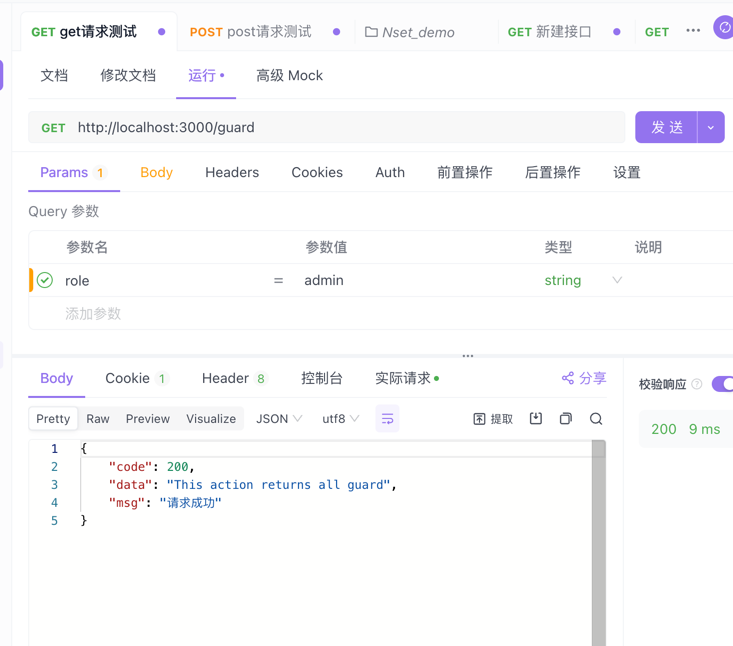 GET get请求测试 POST post请求测试 Nset_demo GET 新建接口 GET ···
文档 修改文档 运行 高级 Mock
GET http://localhost:3000/guard 发 送
Params 1 Body Headers Cookies Auth 前置操作 后置操作 设置
Query 参数
参数名 参数值 类型 说明
role = admin string
添加参数
Body Cookie 1 Header 8 控制台 实际请求 分享 校验响应
Pretty Raw Preview Visualize JSON utf8 提取
200 9 ms
1 {
2 "code": 200,
3 "data": "This action returns all guard",
4 "msg": "请求成功"
5 }